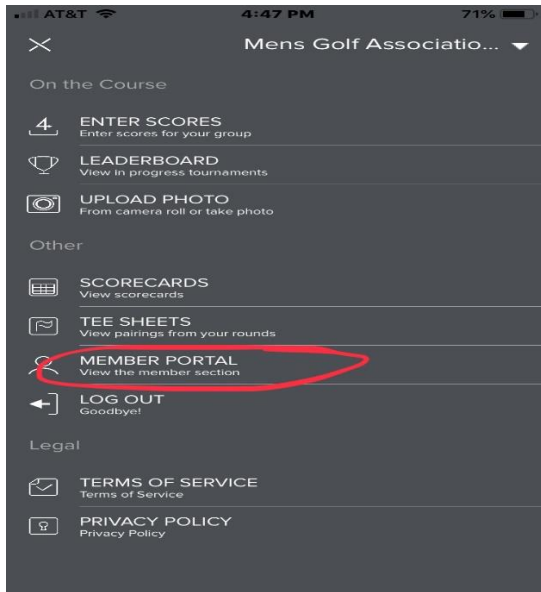 AT&T 4:47 PM 71%
Mens Golf Associatio...
On the Course
4 ENTER SCORES
Enter scores for your group
LEADERBOARD
View in progress tournaments
UPLOAD PHOTO
From camera roll or take photo
Other
SCORECARDS
View scorecards
TEE SHEETS
View pairings from your rounds
MEMBER PORTAL
View the member section
LOG OUT
Goodbye!
Legal
TERMS OF SERVICE
Terms of Service
PRIVACY POLICY
Privacy Policy